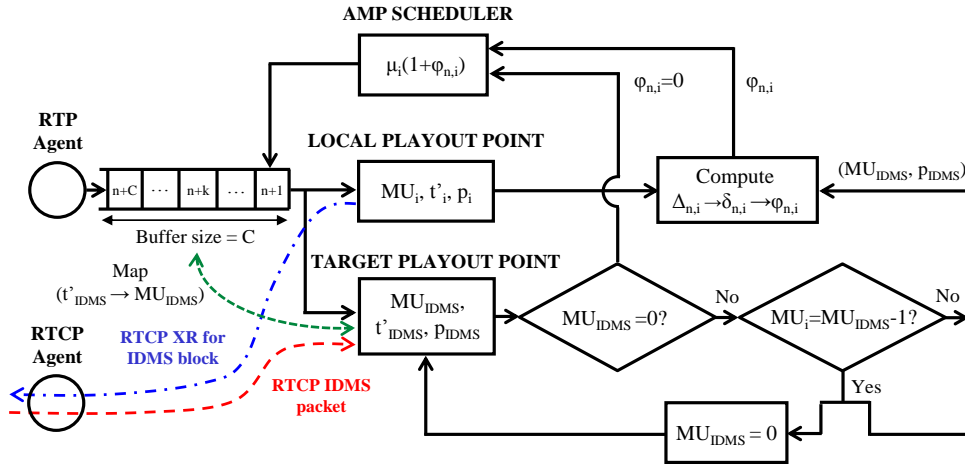 AMP SCHEDULER
μi(1+φn,i)
φn,i=0
φn,i
RTP
Agent
LOCAL PLAYOUT POINT
n+C
...
n+k
...
n+1
MUi, t'i, pi
Compute
Δn,i→δn,i→φn,i
(MUIDMS, pIDMS)
Buffer size = C
Map
(t'IDMS → MUIDMS)
TARGET PLAYOUT POINT
MUIDMS,
t'IDMS, pIDMS
MUIDMS =0?
No
MUi=MUIDMS-1?
No
RTCP
Agent
RTCP XR for
IDMS block
RTCP IDMS
packet
Yes
MUIDMS = 0